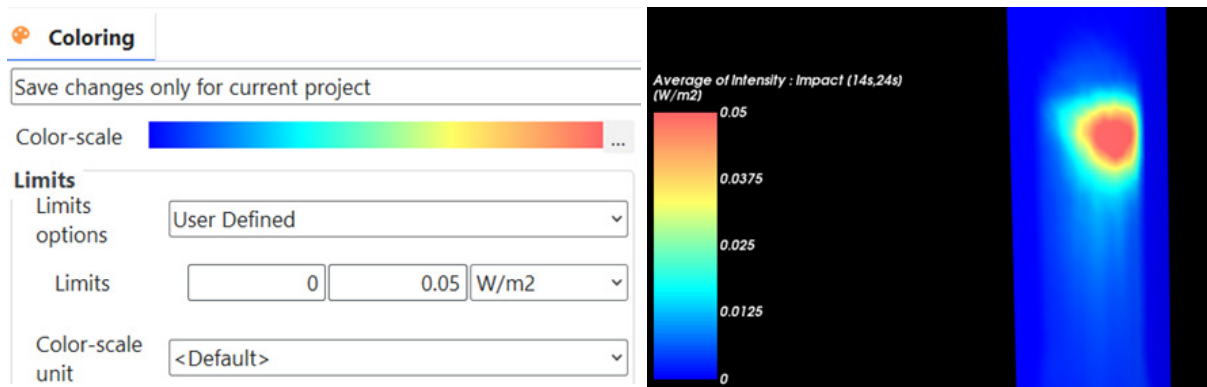 Coloring
Save changes only for current project
Color-scale
...
Limits
Limits
options
User Defined
Limits
0
0.05
W/m2
Color-scale
unit
<Default>
Average of Intensity : Impact (14s,24s)
(W/m2)
0.05
0.0375
0.025
0.0125
0